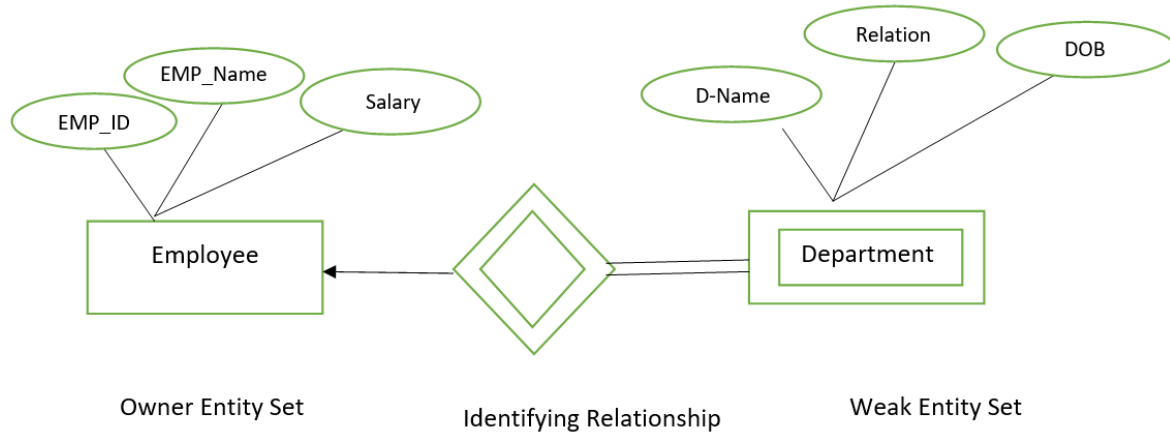 Relation
DOB
EMP_Name
D-Name
Salary
EMP_ID
Employee
Department
Owner Entity Set
Identifying Relationship
Weak Entity Set